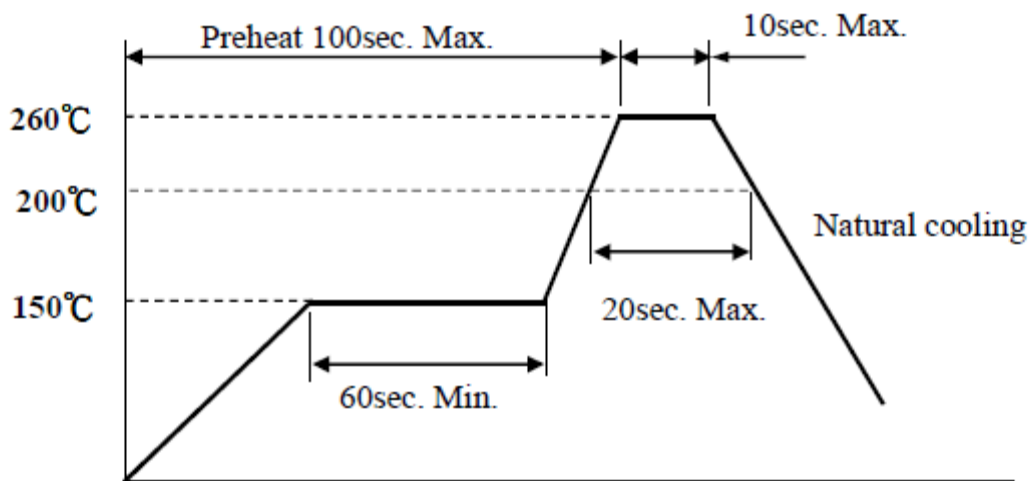 Preheat 100sec. Max.
10sec. Max.
260℃
200℃
Natural cooling
150℃
20sec. Max.
60sec. Min.